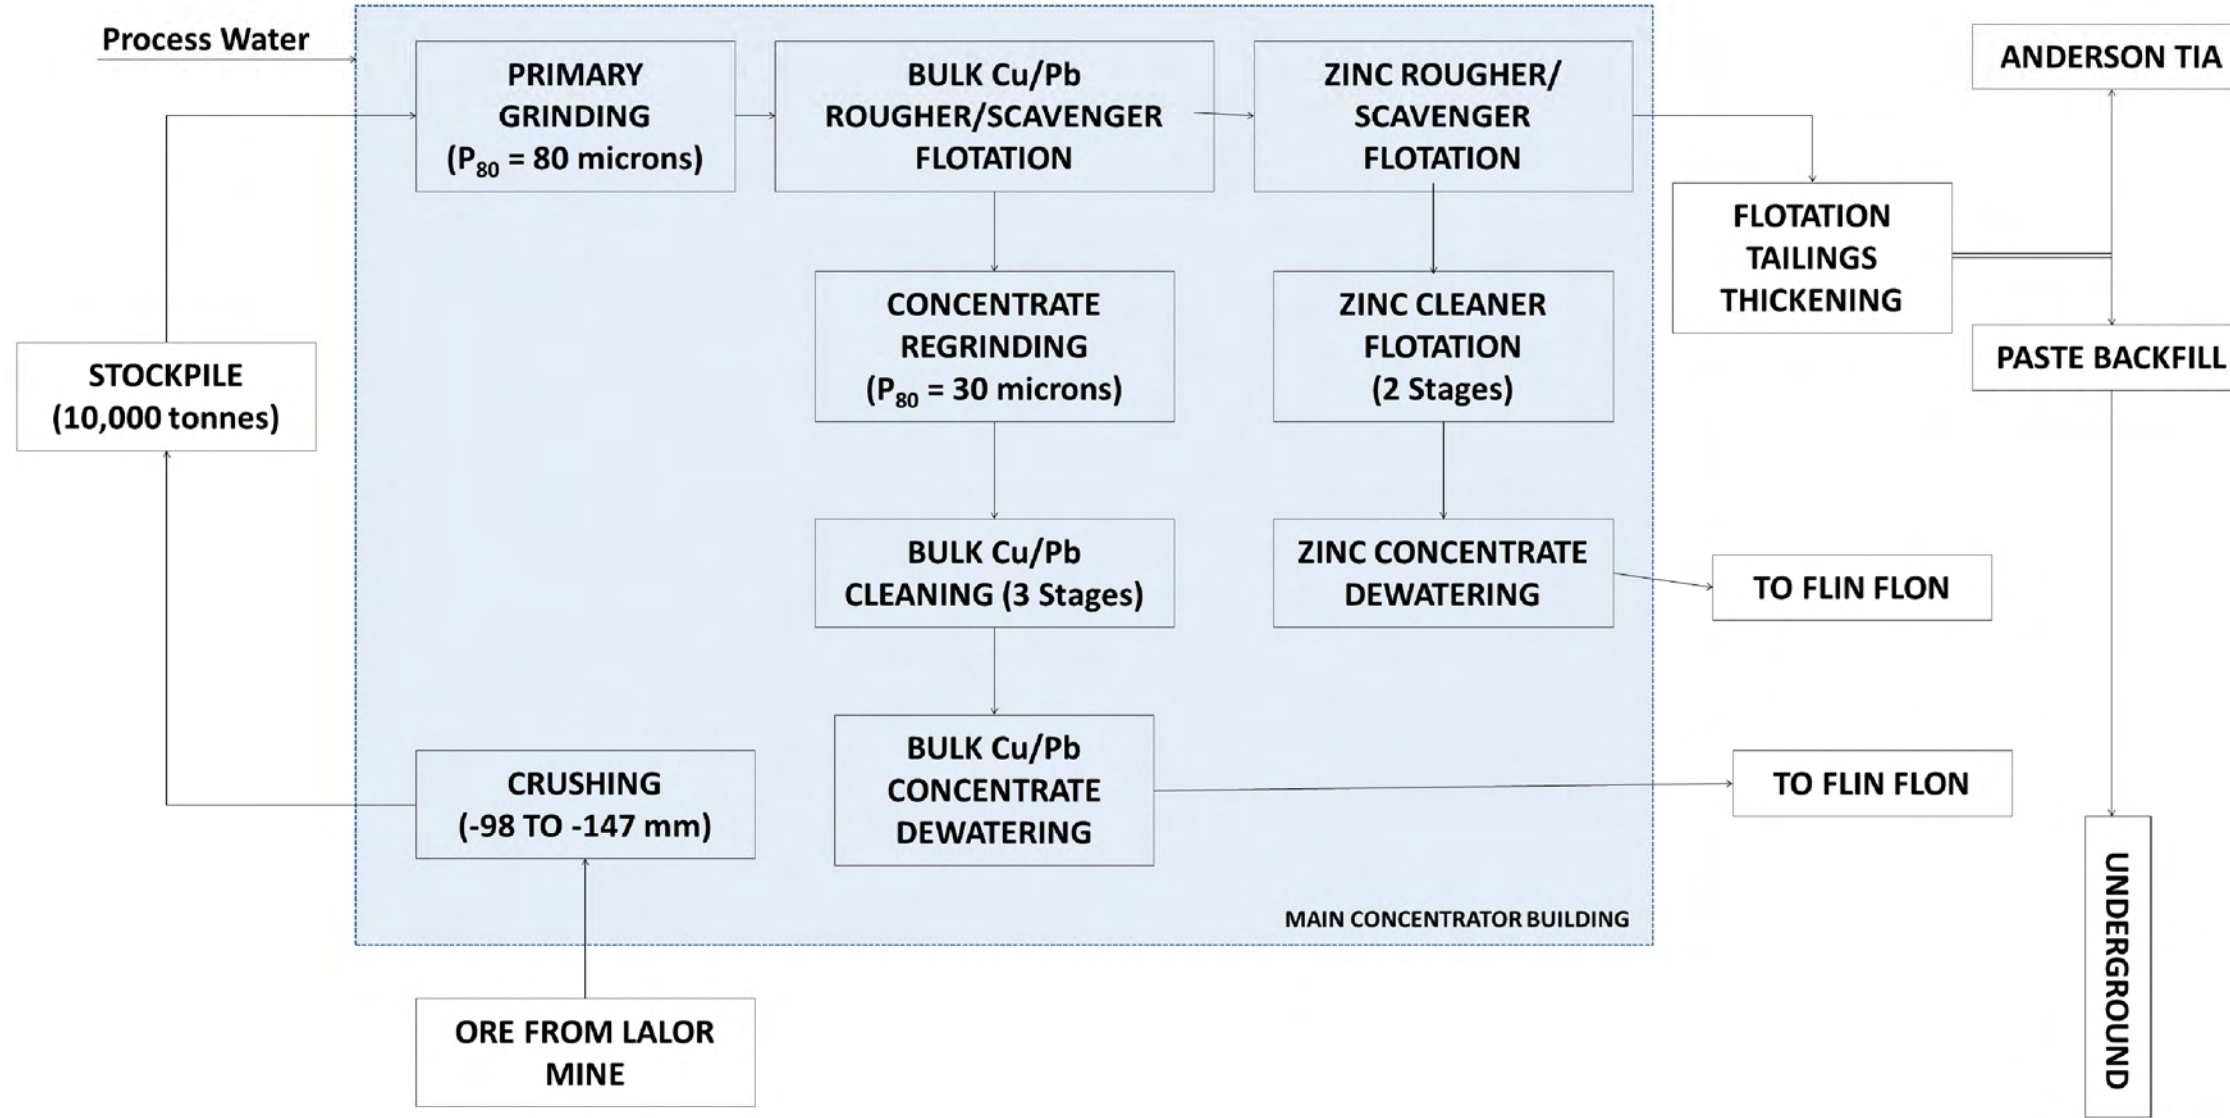 Process Water
PRIMARY
GRINDING
(P80 = 80 microns)
BULK Cu/Pb
ROUGHER/SCAVENGER
FLOTATION
ZINC ROUGHER/
SCAVENGER
FLOTATION
ANDERSON TIA
FLOTATION
TAILINGS
THICKENING
CONCENTRATE
REGRINDING
(P80 = 30 microns)
ZINC CLEANER
FLOTATION
(2 Stages)
PASTE BACKFILL
STOCKPILE
(10,000 tonnes)
BULK Cu/Pb
CLEANING (3 Stages)
ZINC CONCENTRATE
DEWATERING
TO FLIN FLON
CRUSHING
(-98 TO -147 mm)
BULK Cu/Pb
CONCENTRATE
DEWATERING
TO FLIN FLON
UNDERGROUND
MAIN CONCENTRATOR BUILDING
ORE FROM LALOR
MINE